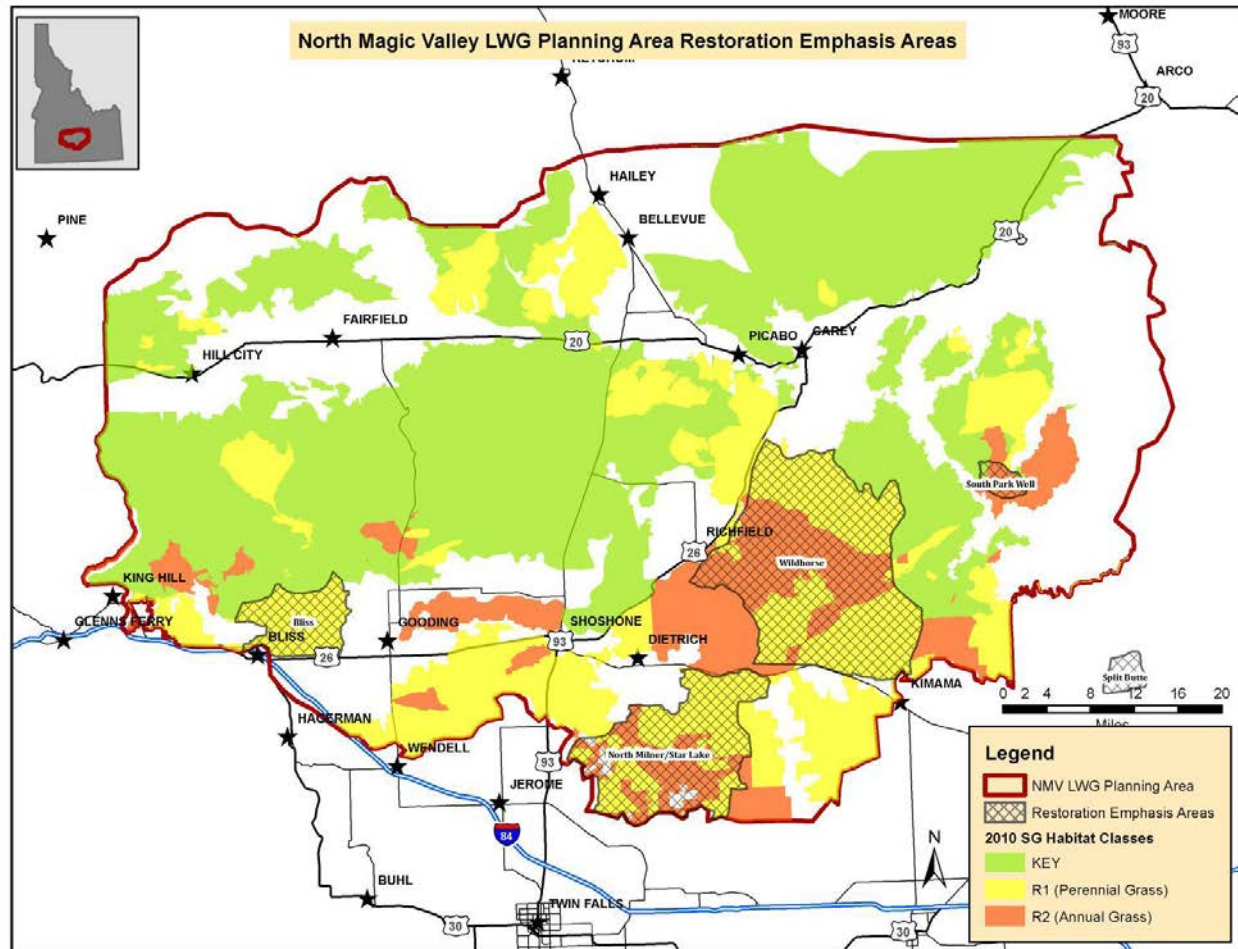 North Magic Valley LWG Planning Area Restoration Emphasis Areas
MOORE
93
ARCO
20
HAILEY
PINE
BELLEVUE
20
FAIRFIELD
20
PICABO
CAREY
HILL CITY
South Park Well
RICHFIELD
26
Wildhorse
KING HILL
GLENNS FERRY
Bliss
BLISS
26
GOODING
SHOSHONE
93
DIETRICH
KIMAMA
Split Butte
0 2 4 8 12 16 20
Miles
HAGERMAN
WENDELL
North Milner/Star Lake
93
JEROME
84
BUHL
TWIN FALLS
30
30
N
Legend
NMV LWG Planning Area
Restoration Emphasis Areas
2010 SG Habitat Classes
KEY
R1 (Perennial Grass)
R2 (Annual Grass)